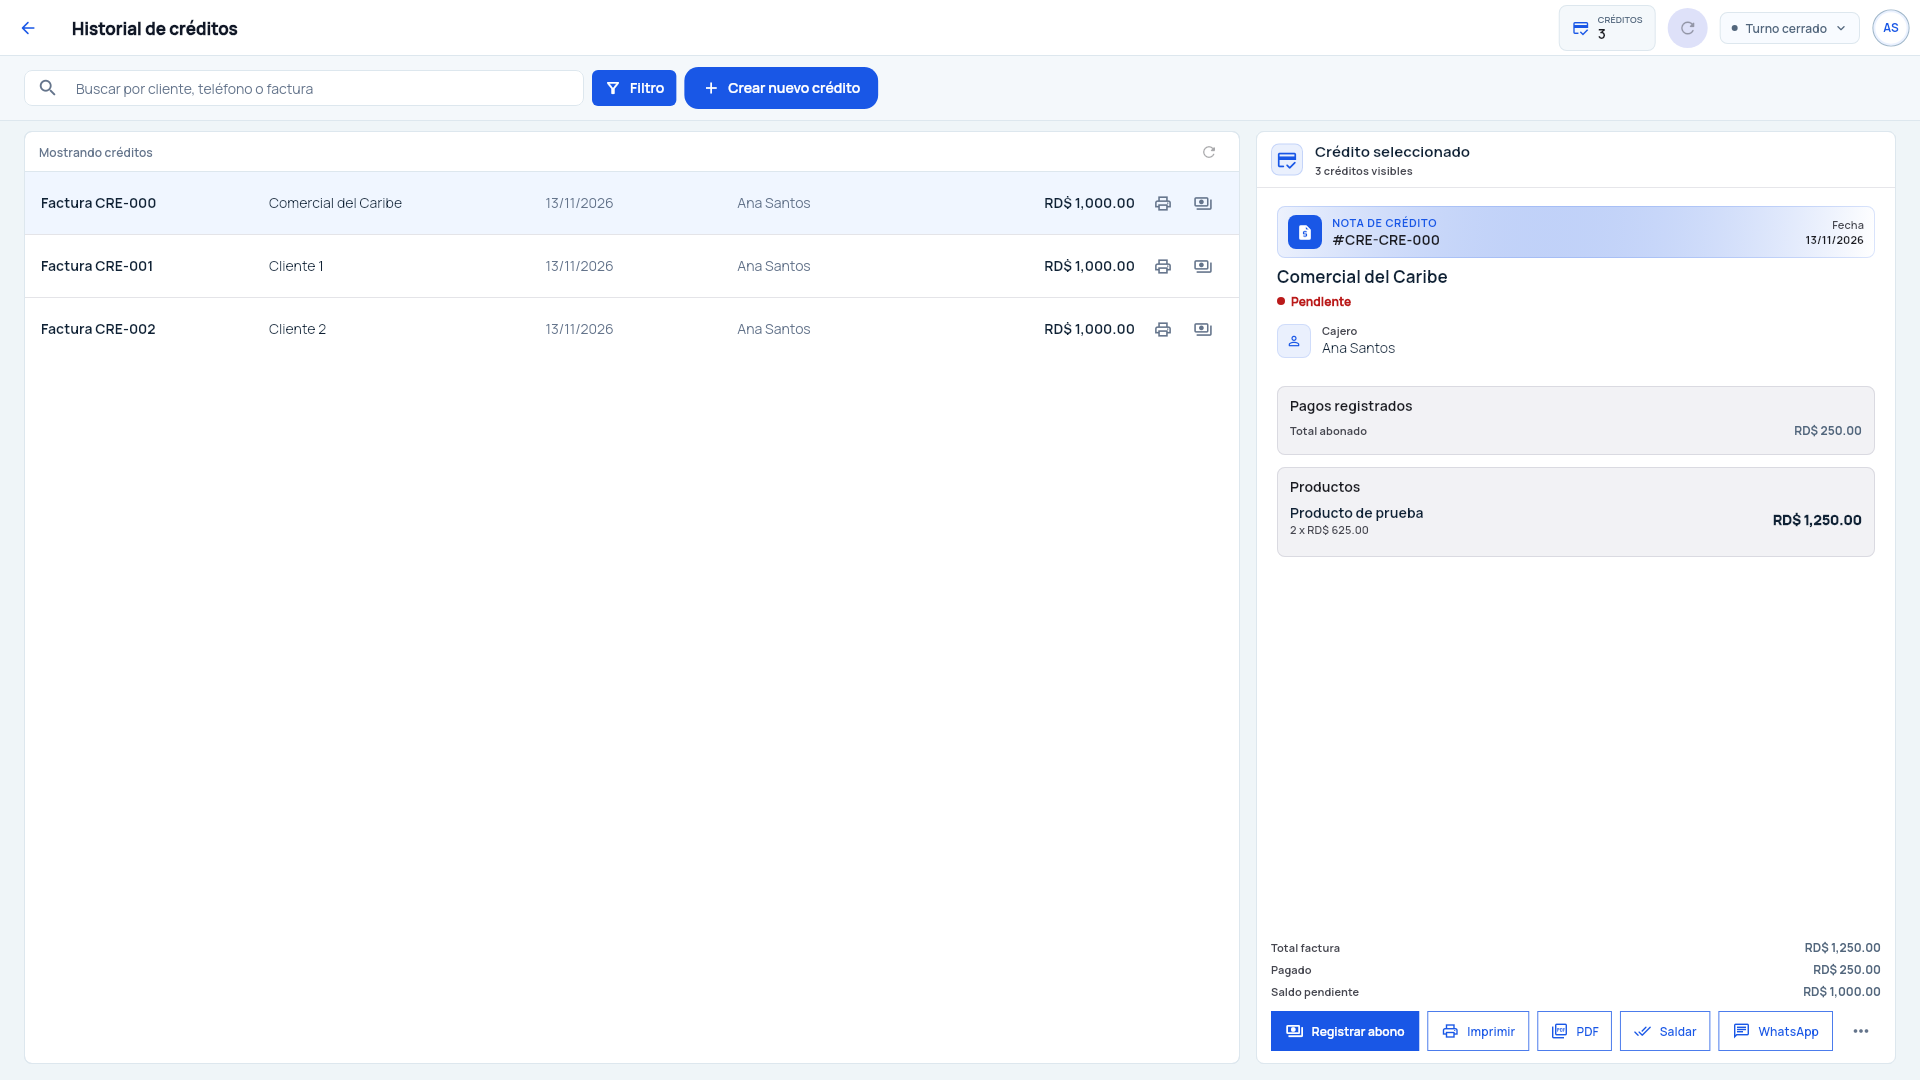 Historial de créditos
CRÉDITOS
3
Turno cerrado
AS
Buscar por cliente, teléfono o factura
Filtro
Crear nuevo crédito
Mostrando créditos
Factura CRE-000 Comercial del Caribe 13/11/2026 Ana Santos RD$ 1,000.00
Factura CRE-001 Cliente 1 13/11/2026 Ana Santos RD$ 1,000.00
Factura CRE-002 Cliente 2 13/11/2026 Ana Santos RD$ 1,000.00
Crédito seleccionado
3 créditos visibles
NOTA DE CRÉDITO
#CRE-CRE-000
Fecha
13/11/2026
Comercial del Caribe
Pendiente
Cajero
Ana Santos
Pagos registrados
Total abonado RD$ 250.00
Productos
Producto de prueba
2 x RD$ 625.00
RD$ 1,250.00
Total factura RD$ 1,250.00
Pagado RD$ 250.00
Saldo pendiente RD$ 1,000.00
Registrar abono
Imprimir
PDF
Saldar
WhatsApp